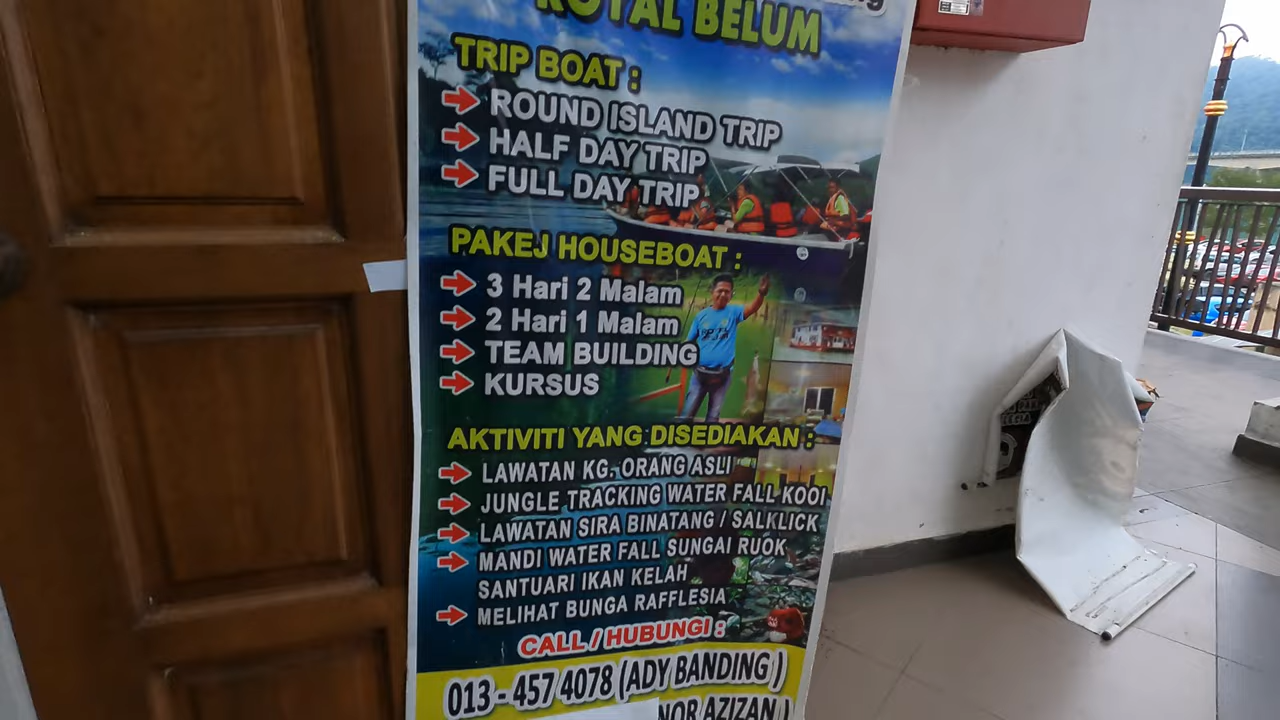 ROYAL BELUM
TRIP BOAT :
ROUND ISLAND TRIP
HALF DAY TRIP
FULL DAY TRIP
PAKEJ HOUSEBOAT :
3 Hari 2 Malam
2 Hari 1 Malam
TEAM BUILDING
KURSUS
AKTIVITI YANG DISEDIAKAN :
LAWATAN KG. ORANG ASLI
JUNGLE TRACKING WATER FALL KOOI
LAWATAN SIRA BINATANG / SALKLICK
MANDI WATER FALL SUNGAI RUOK
SANTUARI IKAN KELAH
MELIHAT BUNGA RAFFLESIA
CALL / HUBUNGI :
013 - 457 4078 (ADY BANDING )
NOR AZIZAN )